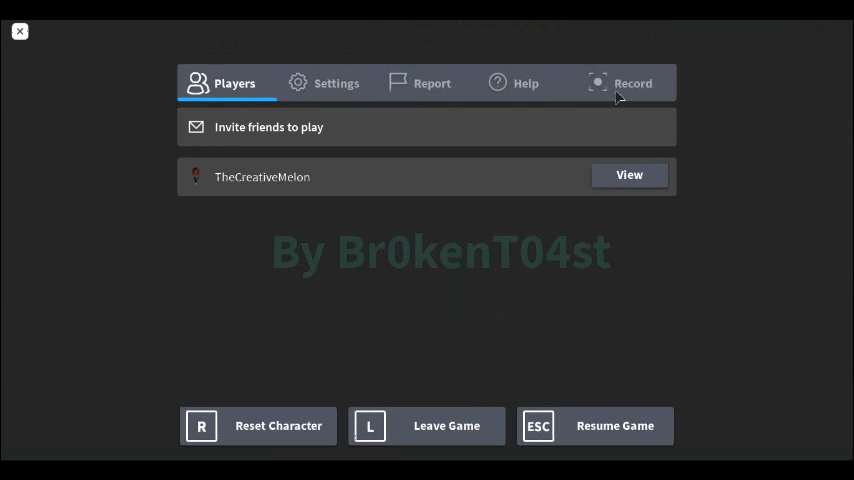 Players
Settings
Report
Help
Record
Invite friends to play
TheCreativeMelon
View
By Br0kenT04st
R
Reset Character
L
Leave Game
ESC
Resume Game